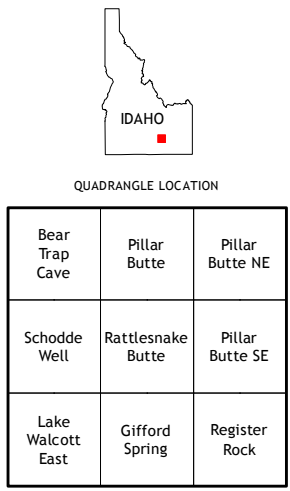 IDAHO
QUADRANGLE LOCATION
Bear
Trap
Cave
Pillar
Butte
Pillar
Butte NE
Schodde
Well
Rattlesnake
Butte
Pillar
Butte SE
Lake
Walcott
East
Gifford
Spring
Register
Rock